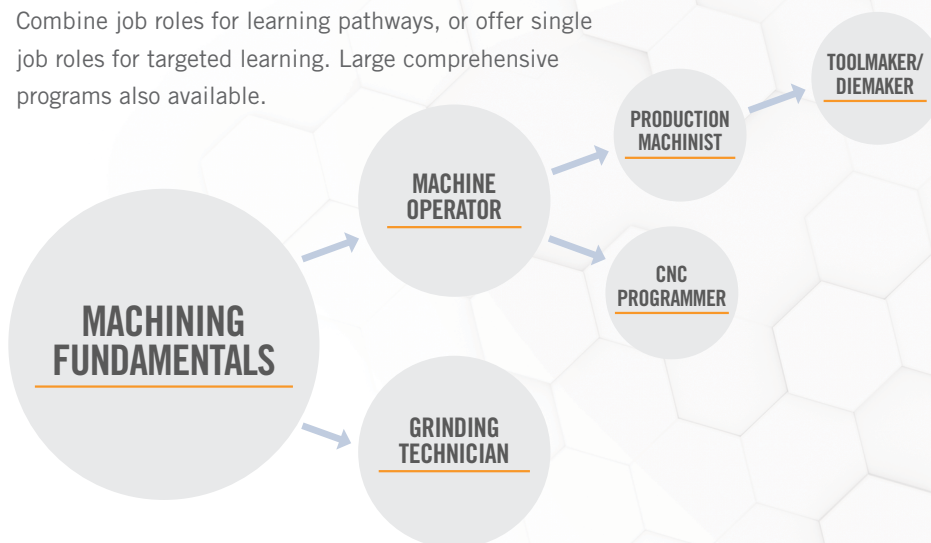 Combine job roles for learning pathways, or offer single
job roles for targeted learning. Large comprehensive
programs also available.
TOOLMAKER/
DIEMAKER
PRODUCTION
MACHINIST
MACHINE
OPERATOR
CNC
PROGRAMMER
MACHINING
FUNDAMENTALS
GRINDING
TECHNICIAN